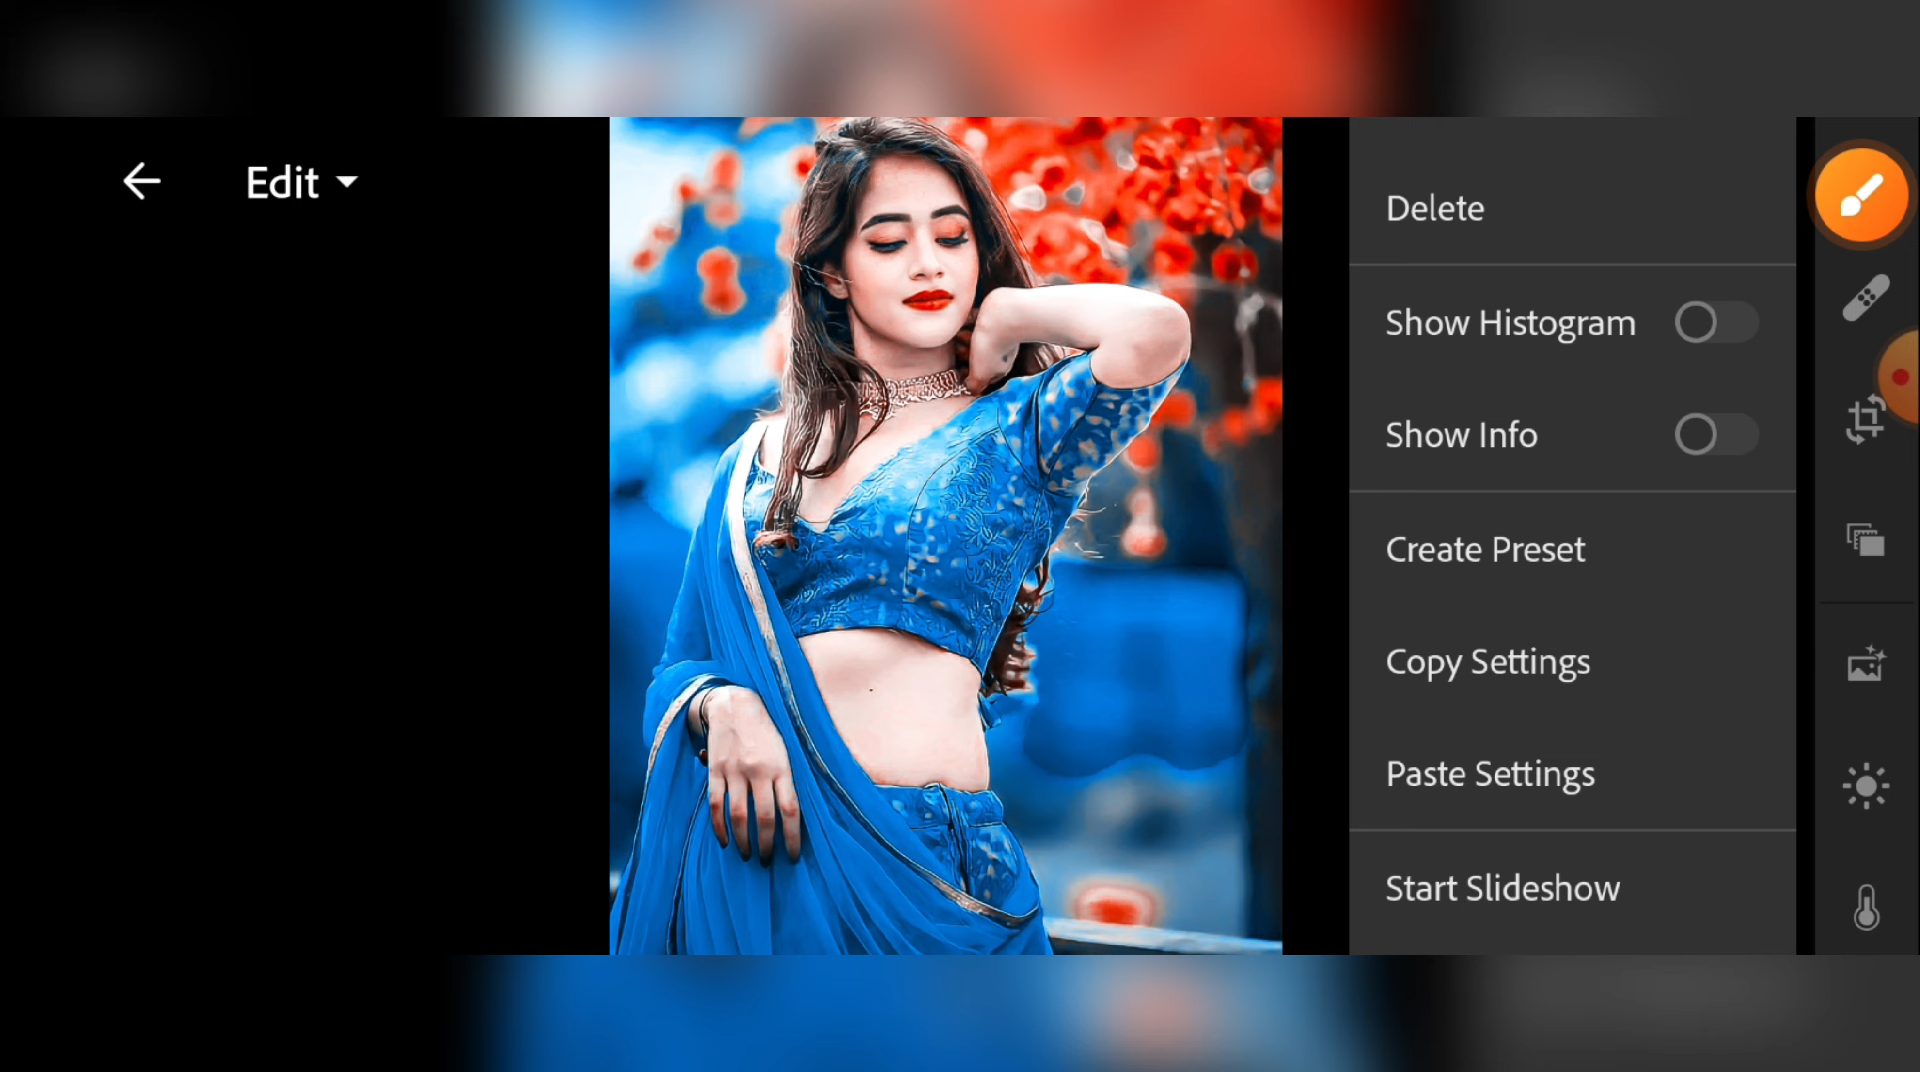 Edit
Delete
Show Histogram
Show Info
Create Preset
Copy Settings
Paste Settings
Start Slideshow